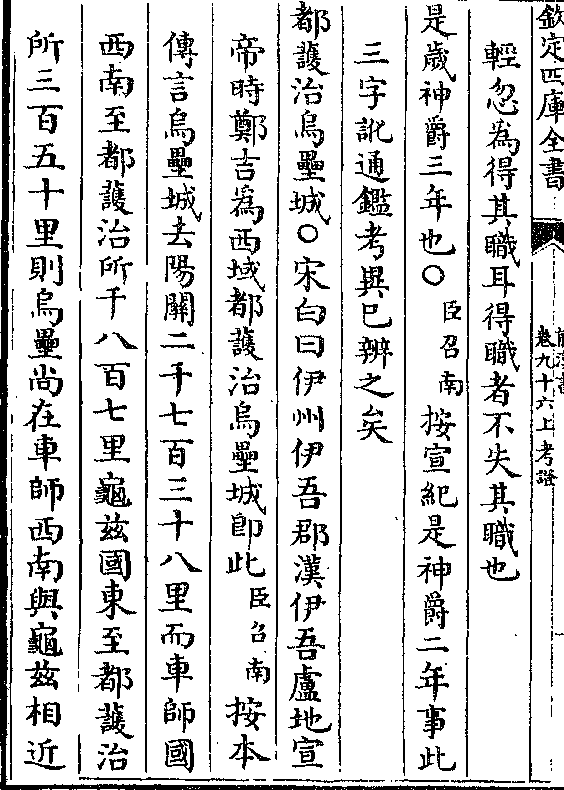 欽定四庫全書
前漢書
卷九十六上考證
輕忽為得其職耳得職者不失其職也
是歲神爵三年也〇臣召南按宣紀是神爵二年事此
三字訛通鑑考異已辨之矣
都護治烏壘城〇宋白曰伊州伊吾郡漢伊吾盧地宣
帝時鄭吉為西域都護治烏壘城即此臣召南按本
傳言烏壘城去陽關二千七百三十八里而車師國
西南至都護治所千八百七里龜兹國東至都護治
所三百五十里則烏壘尚在車師西南與龜兹相近